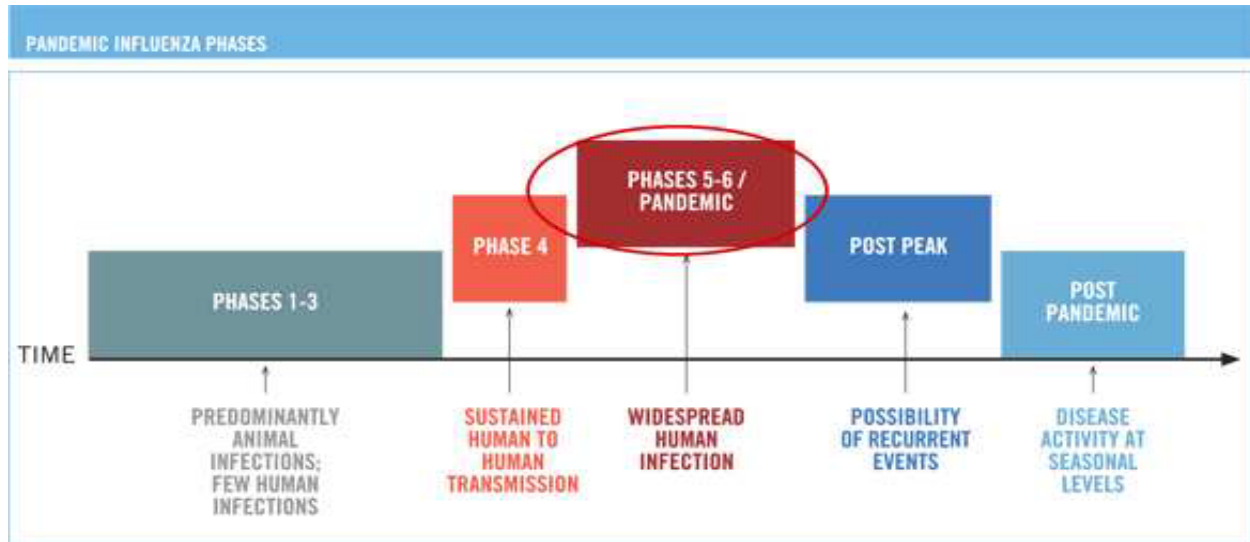 PANDEMIC INFLUENZA PHASES
PHASES 5-6 /
PANDEMIC
PHASE 4
POST PEAK
PHASES 1-3
POST
PANDEMIC
TIME
PREDOMINANTLY
ANIMAL
INFECTIONS;
FEW HUMAN
INFECTIONS
SUSTAINED
HUMAN TO
HUMAN
TRANSMISSION
WIDESPREAD
HUMAN
INFECTION
POSSIBILITY
OF RECURRENT
EVENTS
DISEASE
ACTIVITY AT
SEASONAL
LEVELS